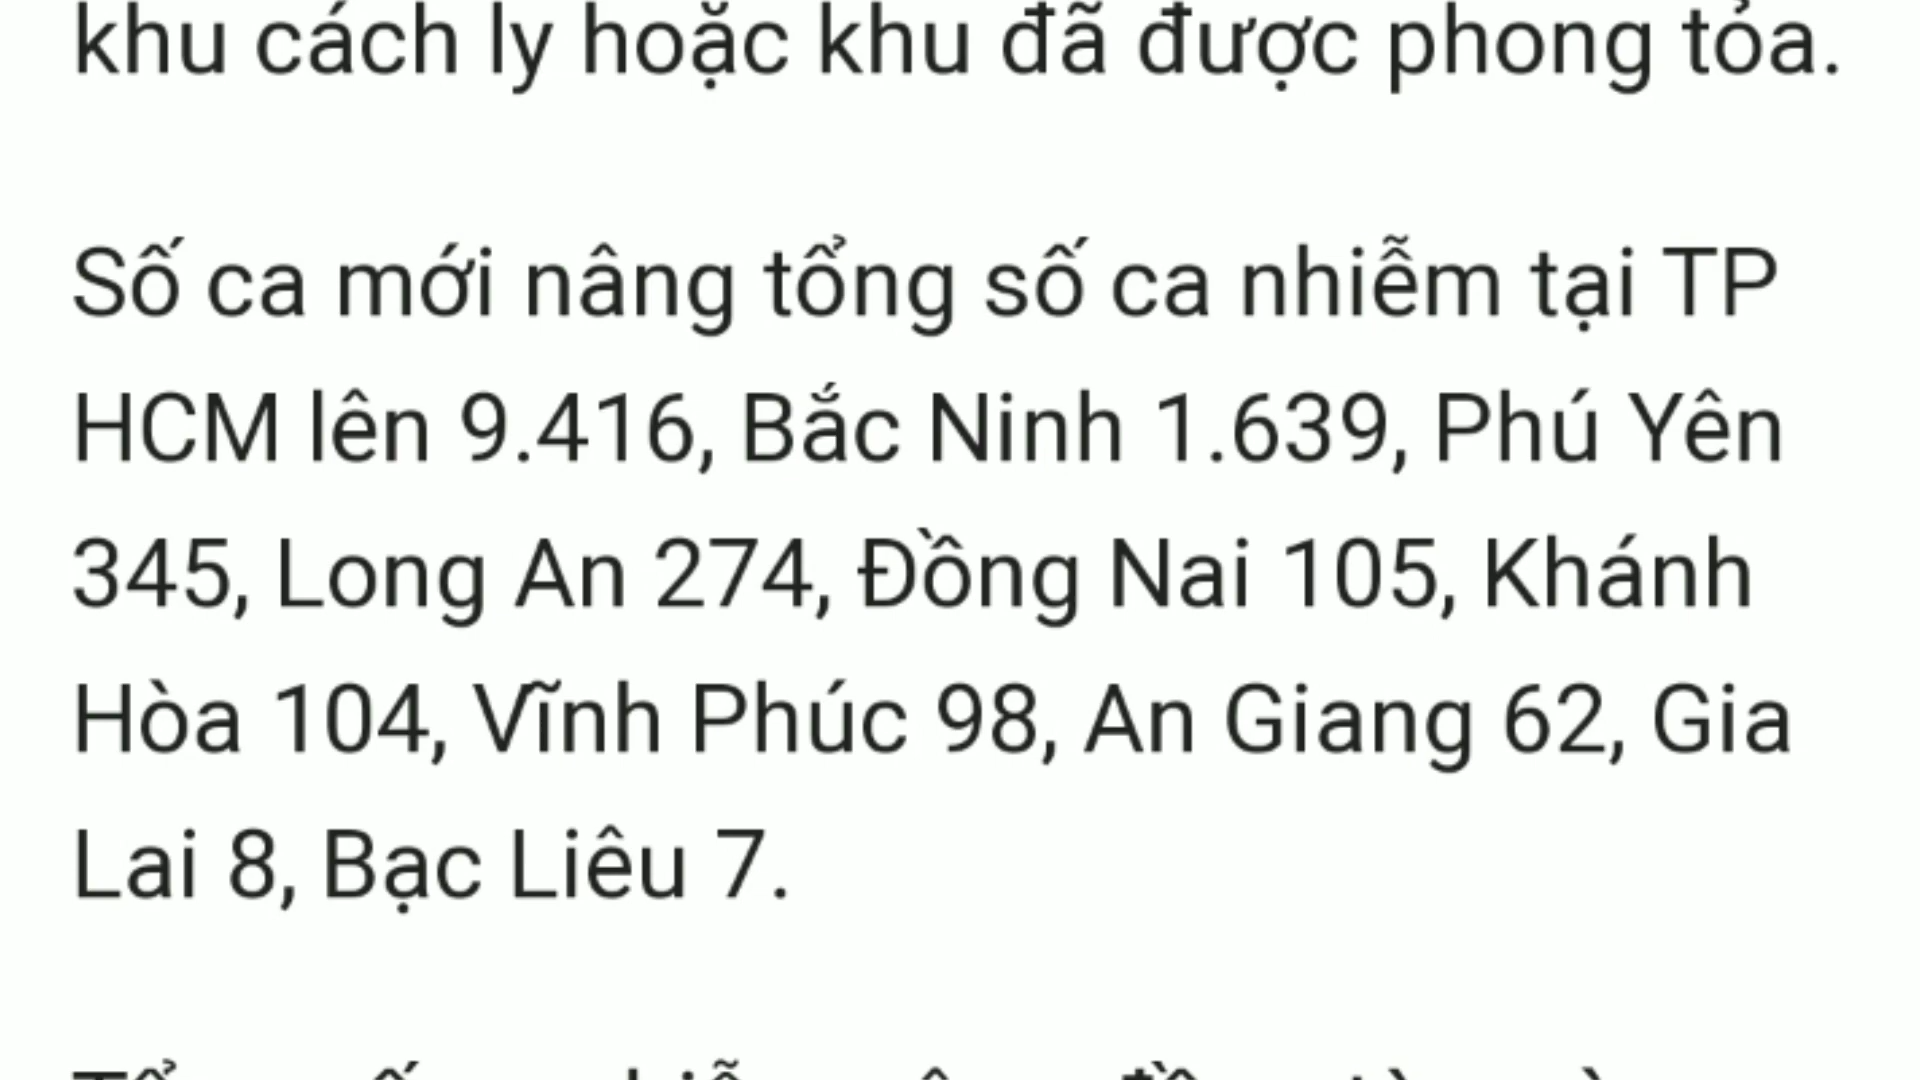 khu cách ly hoặc khu đã được phong tỏa.
Số ca mới nâng tổng số ca nhiễm tại TP
HCM lên 9.416, Bắc Ninh 1.639, Phú Yên
345, Long An 274, Đồng Nai 105, Khánh
Hòa 104, Vĩnh Phúc 98, An Giang 62, Gia
Lai 8, Bạc Liêu 7.